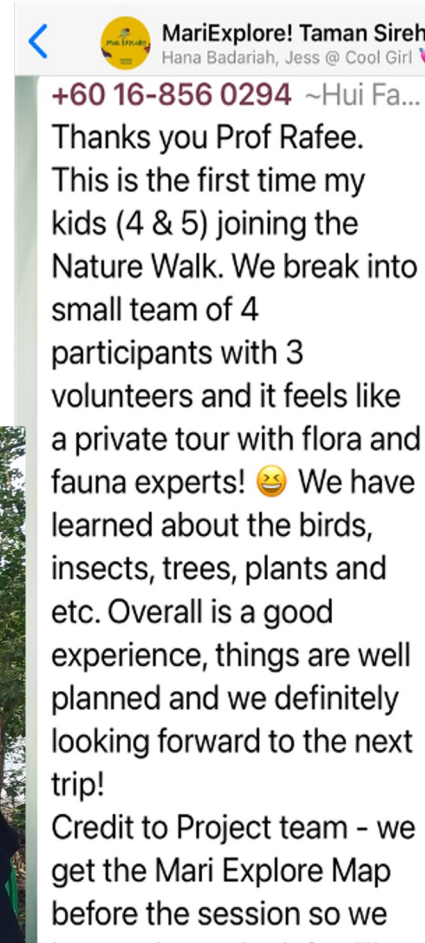 MariExplore! Taman Sireh
Hana Badariah, Jess @ Cool Girl
+60 16-856 0294 ~Hui Fa...
Thanks you Prof Rafee.
This is the first time my
kids (4 & 5) joining the
Nature Walk. We break into
small team of 4
participants with 3
volunteers and it feels like
a private tour with flora and
fauna experts! 😆 We have
learned about the birds,
insects, trees, plants and
etc. Overall is a good
experience, things are well
planned and we definitely
looking forward to the next
trip!
Credit to Project team - we
get the Mari Explore Map
before the session so we